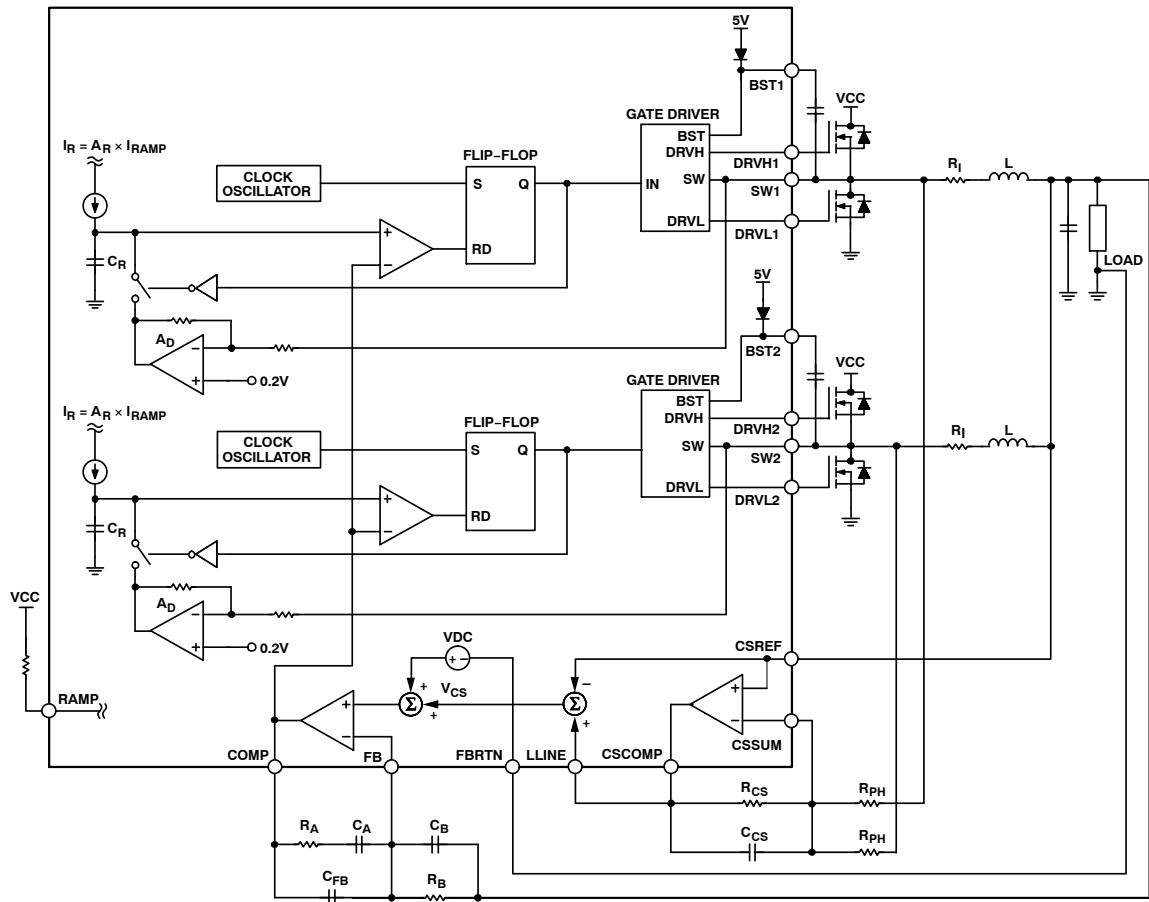 5V
BST1
VCC
GATE DRIVER
BST
DRVH
DRVH1
IN
SW
SW1
DRVL
DRVL1
I_R = A_R × I_RAMP
CLOCK
OSCILLATOR
FLIP–FLOP
S
Q
RD
+
–
C_R
A_D
–
+
0.2V
R_I
L
LOAD
5V
BST2
VCC
GATE DRIVER
BST
DRVH
DRVH2
SW
SW2
DRVL
DRVL2
R_I
L
I_R = A_R × I_RAMP
CLOCK
OSCILLATOR
FLIP–FLOP
S
Q
RD
+
–
C_R
A_D
–
+
0.2V
VCC
RAMP
VDC
+ –
+
Σ
+
V_CS
–
Σ
+
CSREF
+
–
CSSUM
+
–
COMP
FB
FBRTN
LLINE
CSCOMP
R_CS
R_PH
C_CS
R_PH
R_A
C_A
C_B
C_FB
R_B